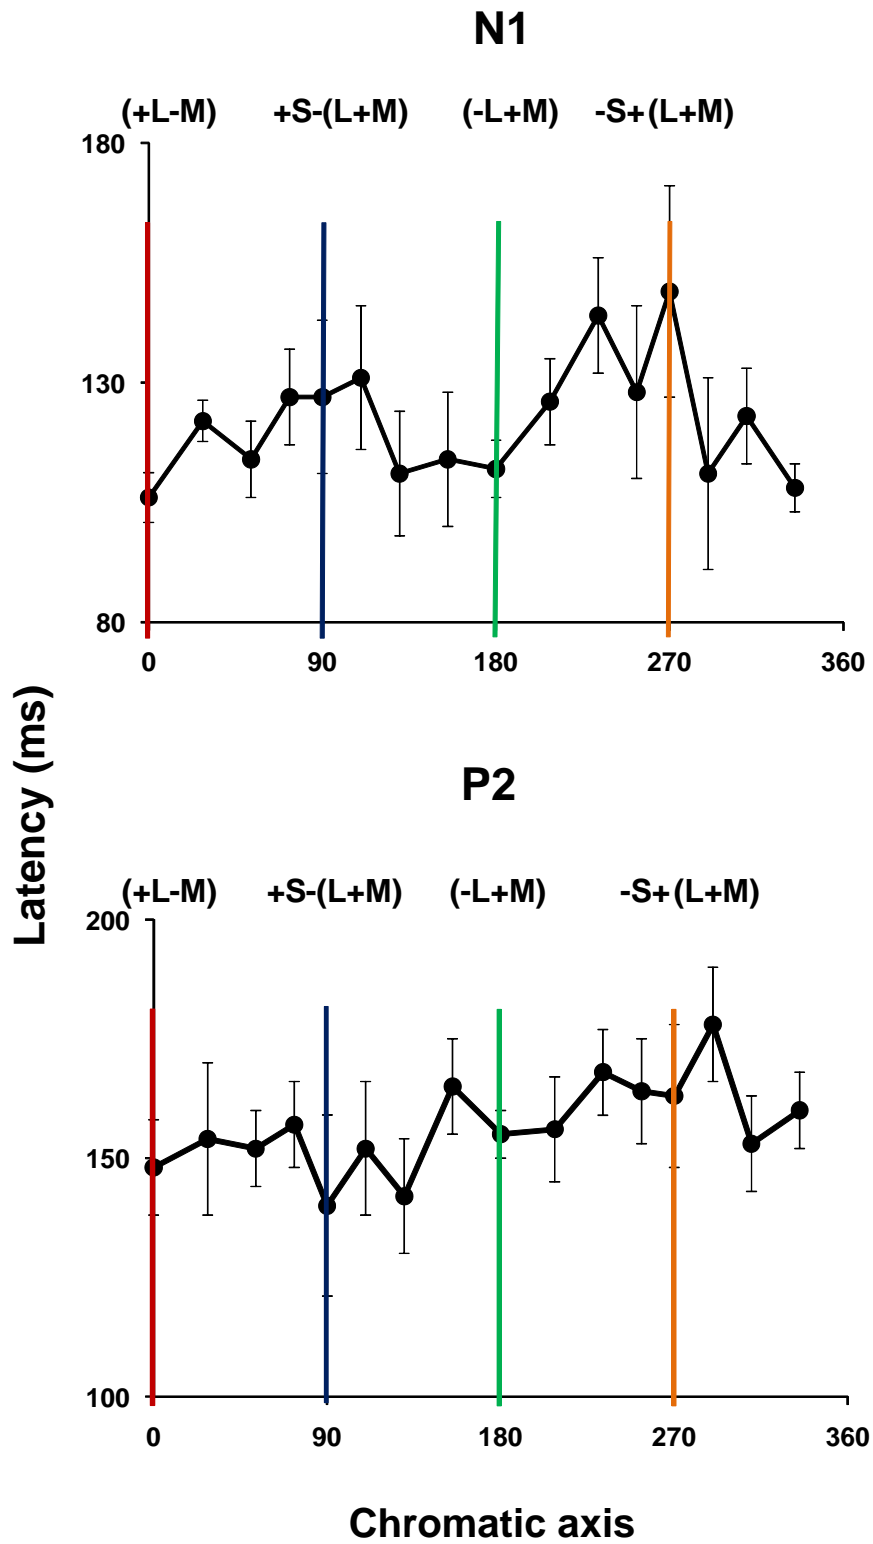 N1
(+L-M) +S-(L+M) (-L+M) -S+(L+M)
180
130
80
0 90 180 270 360
Latency (ms)
P2
(+L-M) +S-(L+M) (-L+M) -S+(L+M)
200
150
100
0 90 180 270 360
Chromatic axis